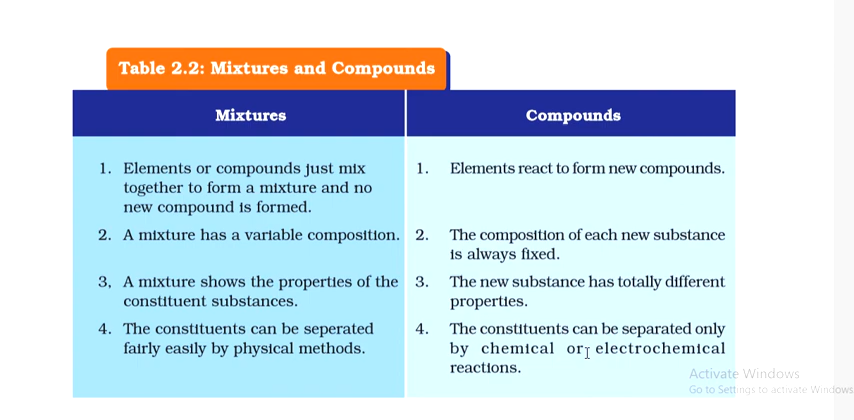 Table 2.2: Mixtures and Compounds
Mixtures
Compounds
1. Elements or compounds just mix
together to form a mixture and no
new compound is formed.
1. Elements react to form new compounds.
2. A mixture has a variable composition.
2. The composition of each new substance
is always fixed.
3, A mixture shows the properties of the
constituent substances.
3. The new substance has totally different
properties.
4. The constituents can be seperated
fairly easily by physical methods.
4. The constituents can be separated only
by chemical or electrochemical
reactions.
Activate Windows
Go to Settings to activate Windows